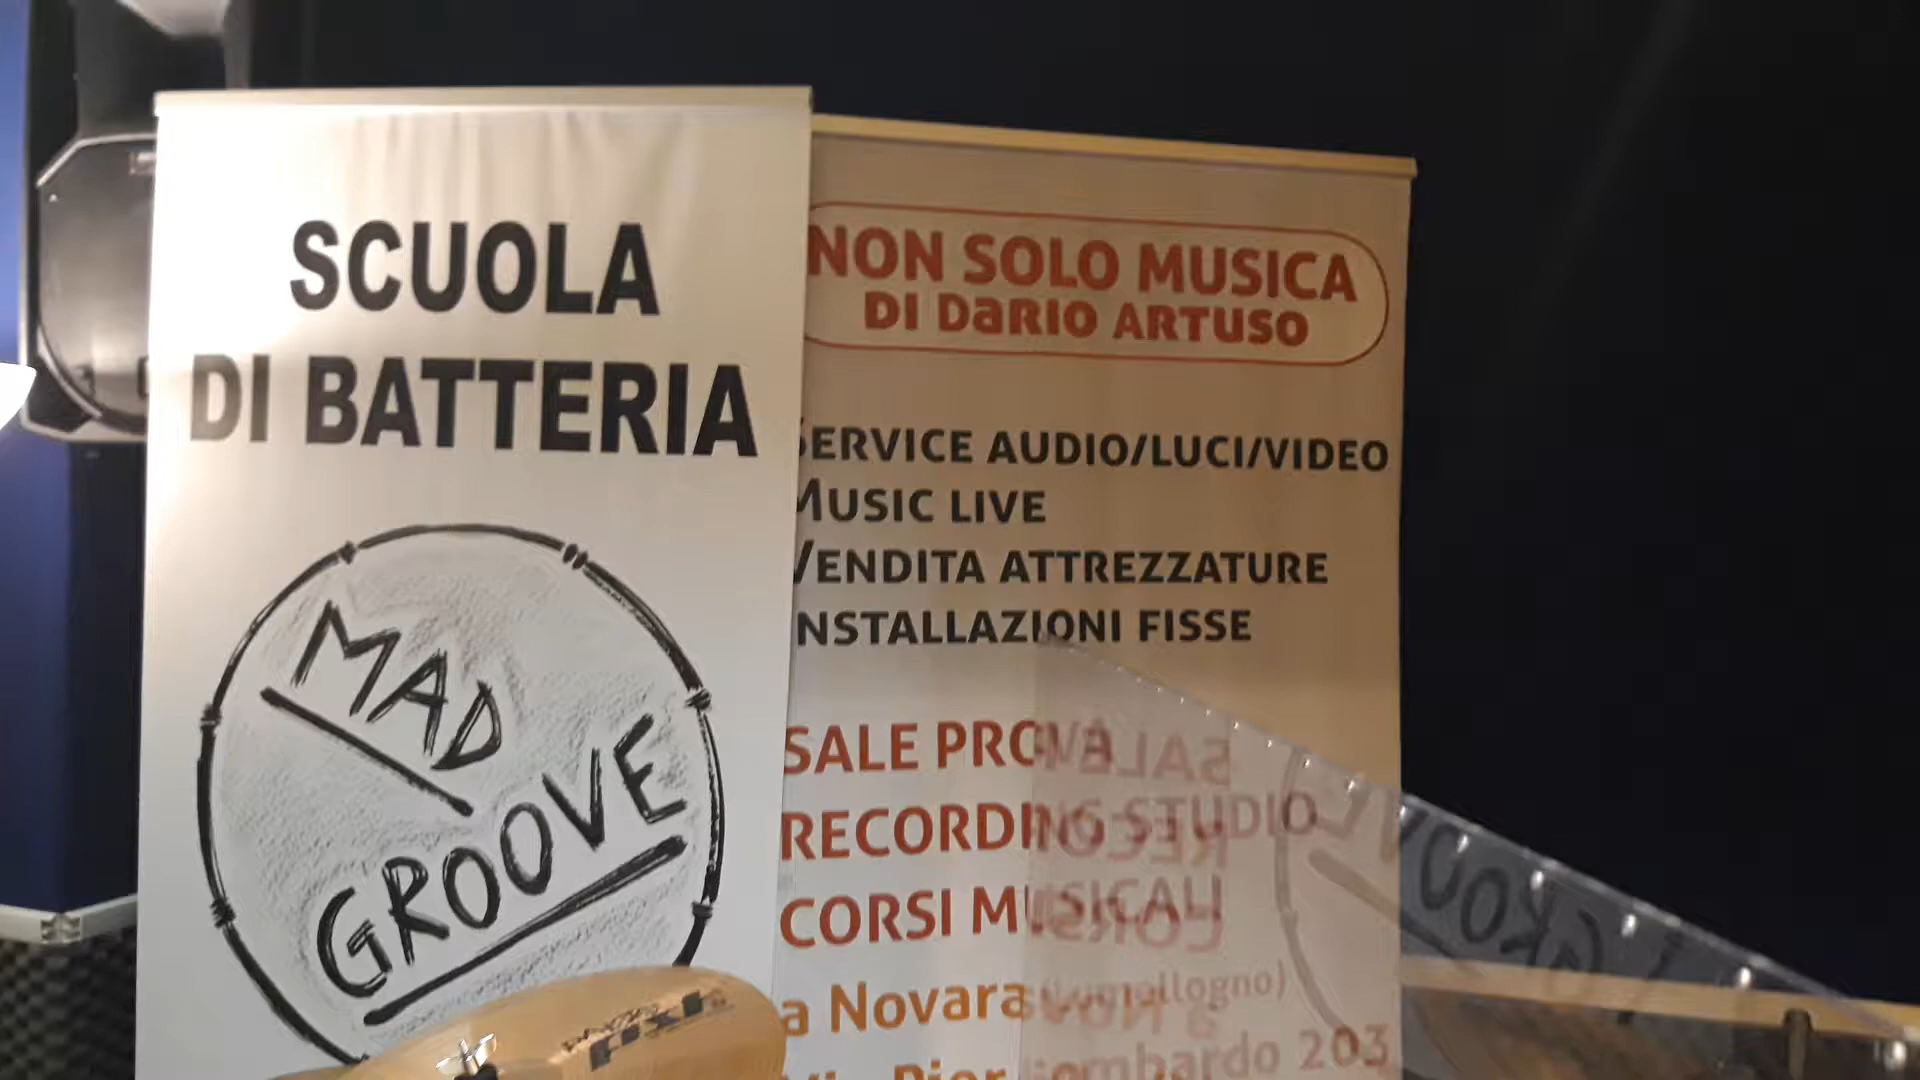 SCUOLA
DI BATTERIA
MAD
GROOVE
NON SOLO MUSICA
DI DARIO ARTUSO
SERVICE AUDIO/LUCI/VIDEO
MUSIC LIVE
VENDITA ATTREZZATURE
INSTALLAZIONI FISSE
SALE PROVA
RECORDING STUDIO
CORSI MUSICALI
a Novara
203